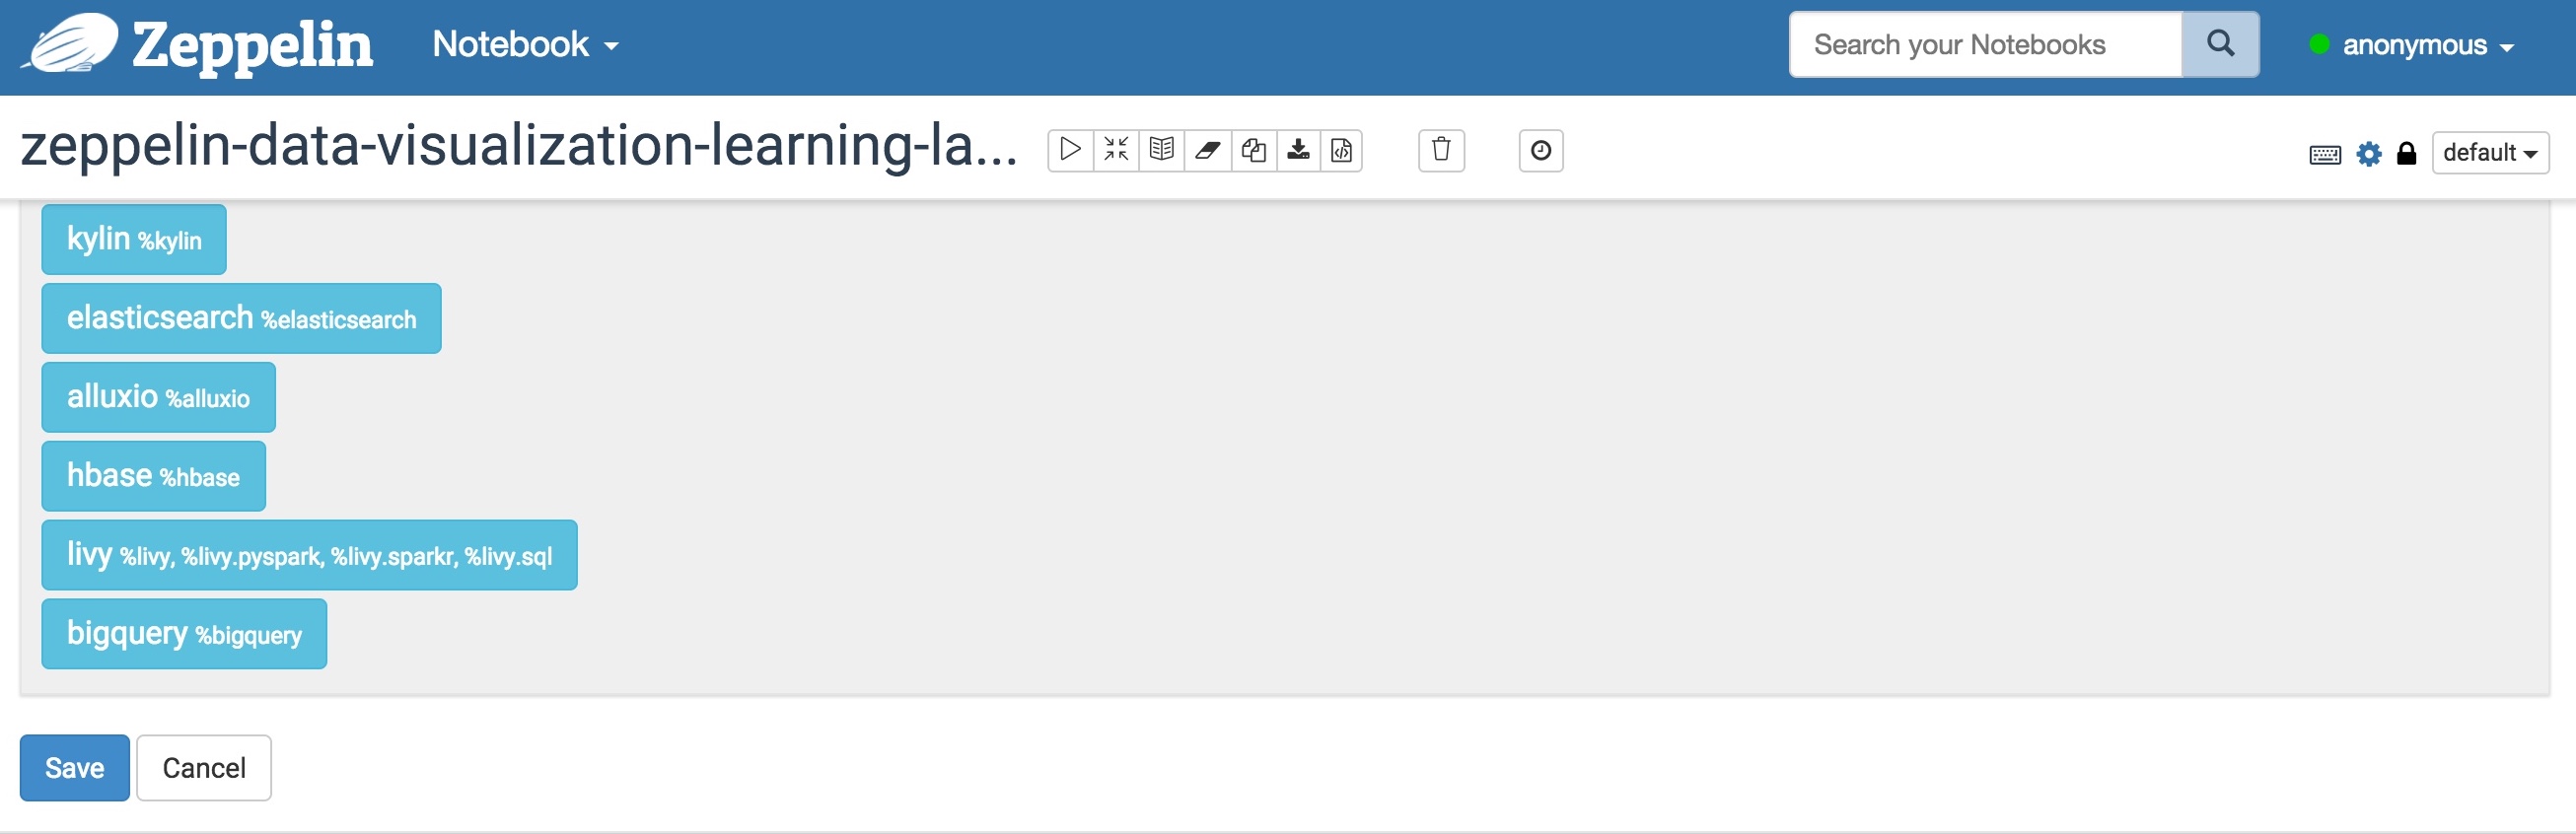 Zeppelin Notebook Search your Notebooks anonymous
zeppelin-data-visualization-learning-la... default
kylin %kylin
elasticsearch %elasticsearch
alluxio %alluxio
hbase %hbase
livy %livy, %livy.pyspark, %livy.sparkr, %livy.sql
bigquery %bigquery
Save Cancel